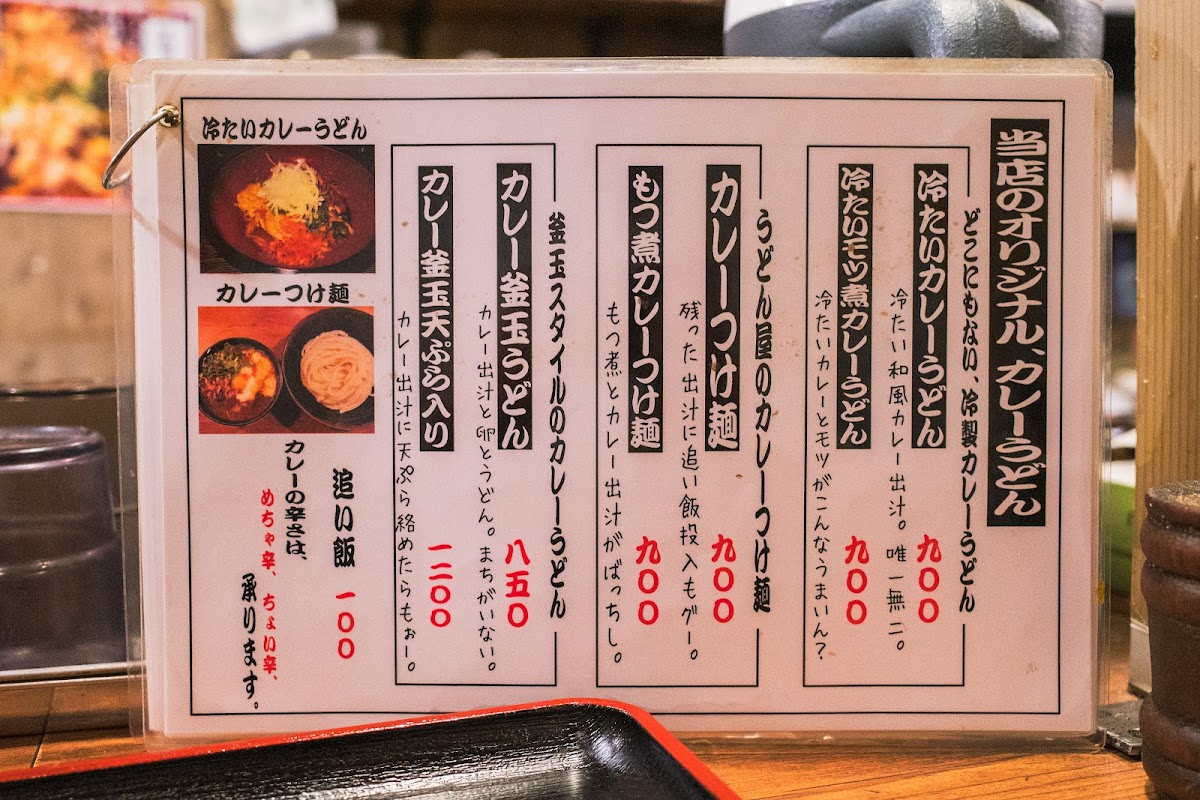 当店のオリジナル、カレーうどん
どこにもない、冷製カレーうどん
冷たいカレーうどん 九〇〇
冷たい和風カレー出汁。唯一無二。
冷たいモツ煮カレーうどん 九〇〇
冷たいカレーとモツがこんなうまいん?
うどん屋のカレーつけ麺
カレーつけ麺 九〇〇
残った出汁に追い飯投入もグー。
もつ煮カレーつけ麺 九〇〇
もつ煮とカレー出汁がばっちし。
釜玉スタイルのカレーうどん
カレー釜玉うどん 八五〇
カレー出汁と卵とうどん。まちがいない。
カレー釜玉天ぷら入り 一二〇〇
カレー出汁に天ぷら絡めたらもぉー。
冷たいカレーうどん
カレーつけ麺
追い飯 一〇〇
カレーの辛さは、
めちゃ辛、ちょい辛、
承ります。